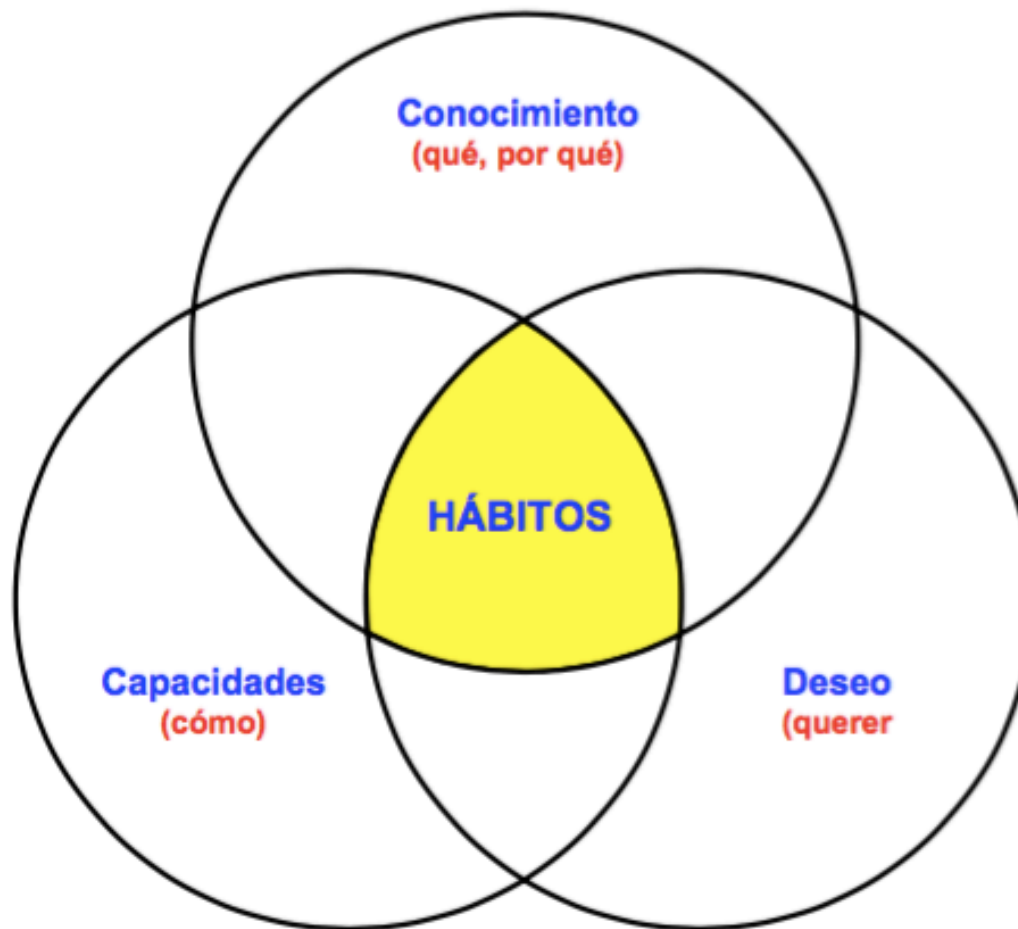 Conocimiento
(qué, por qué)
HÁBITOS
Capacidades
(cómo)
Deseo
(querer